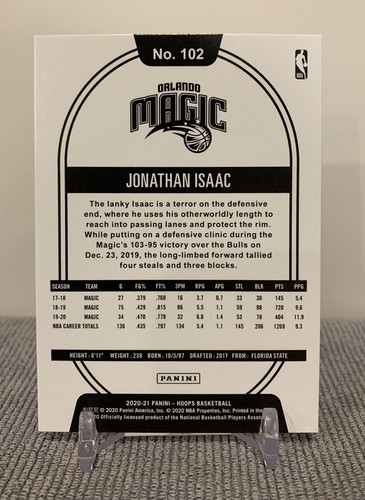 No. 102
ORLANDO
MAGIC
JONATHAN ISAAC
The lanky Isaac is a terror on the defensive
end, where he uses his otherworldly length to
reach into passing lanes and protect the rim.
While putting on a defensive clinic during the
Magic's 103-95 victory over the Bulls on
Dec. 23, 2019, the long-limbed forward tallied
four steals and three blocks.
SEASON TEAM G FG% FT% 3PM RPG APG STL BLK PTS PPG
17-18 MAGIC 27 .379 .760 16 3.7 0.7 33 30 145 5.4
18-19 MAGIC 75 .429 .815 86 5.5 1.1 59 98 720 9.6
19-20 MAGIC 34 .470 .779 32 6.8 1.4 53 78 404 11.9
NBA CAREER TOTALS 136 .435 .797 134 5.4 1.1 145 206 1269 9.3
HEIGHT: 6'11" WEIGHT: 230 BORN: 10/3/97 DRAFTED: 2017 FROM: FLORIDA STATE
PANINI
2020-21 PANINI – HOOPS BASKETBALL
© 2020 Panini America, Inc. © 2020 NBA Properties, Inc. Printed in the
Officially licensed product of the National Basketball Players